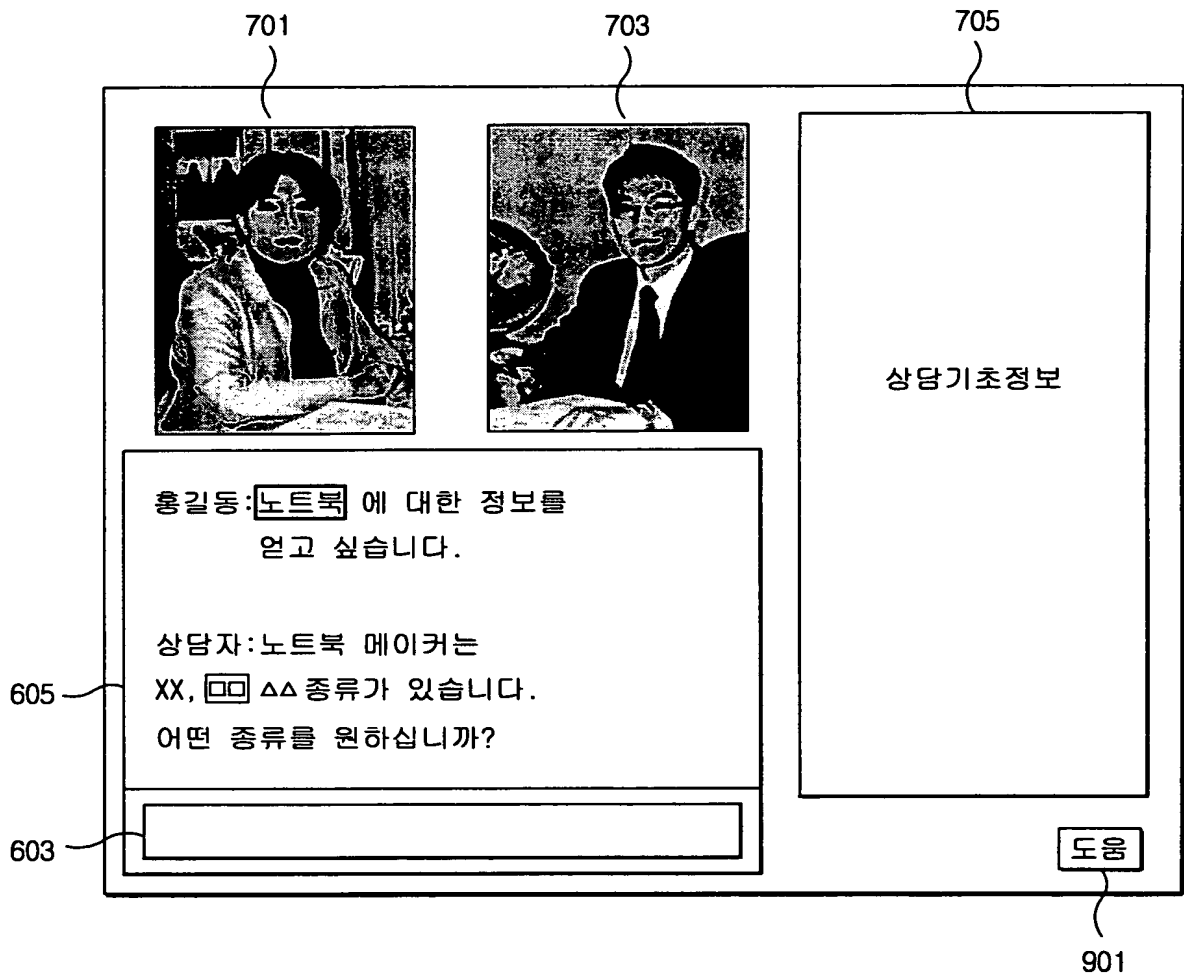 701
703
705
상담기초정보
홍길동:노트북 에 대한 정보를
얻고 싶습니다.
상담자:노트북 메이커는
XX, □□ △△ 종류가 있습니다.
어떤 종류를 원하십니까?
605
603
도움
901